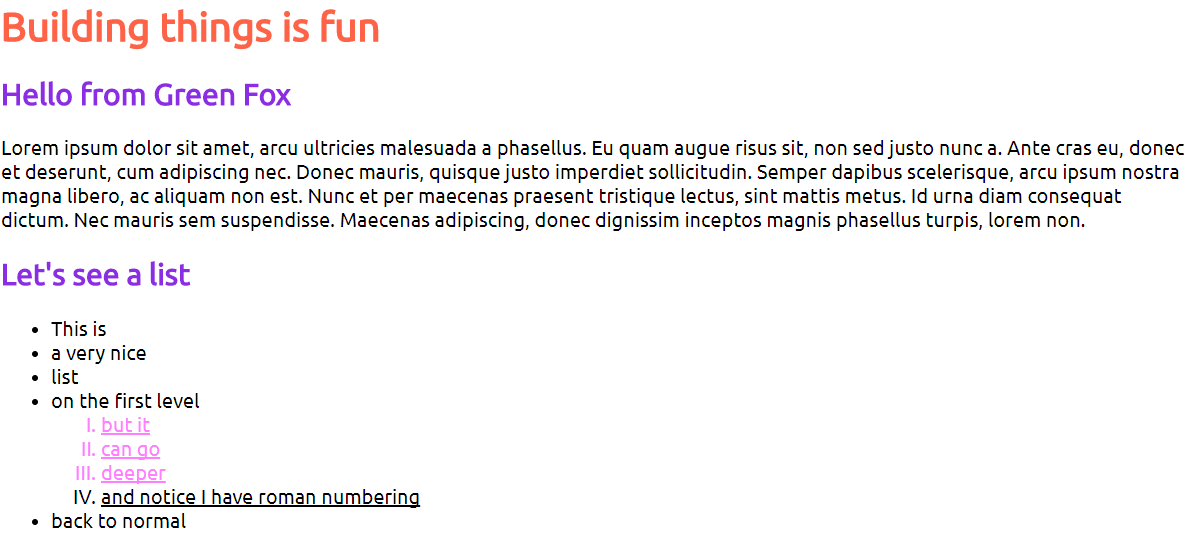 Building things is fun
Hello from Green Fox
Lorem ipsum dolor sit amet, arcu ultricies malesuada a phasellus. Eu quam augue risus sit, non sed justo nunc a. Ante cras eu, donec
et deserunt, cum adipiscing nec. Donec mauris, quisque justo imperdiet sollicitudin. Semper dapibus scelerisque, arcu ipsum nostra
magna libero, ac aliquam non est. Nunc et per maecenas praesent tristique lectus, sint mattis metus. Id urna diam consequat
dictum. Nec mauris sem suspendisse. Maecenas adipiscing, donec dignissim inceptos magnis phasellus turpis, lorem non.
Let's see a list
• This is
• a very nice
• list
• on the first level
I. but it
II. can go
III. deeper
IV. and notice I have roman numbering
• back to normal